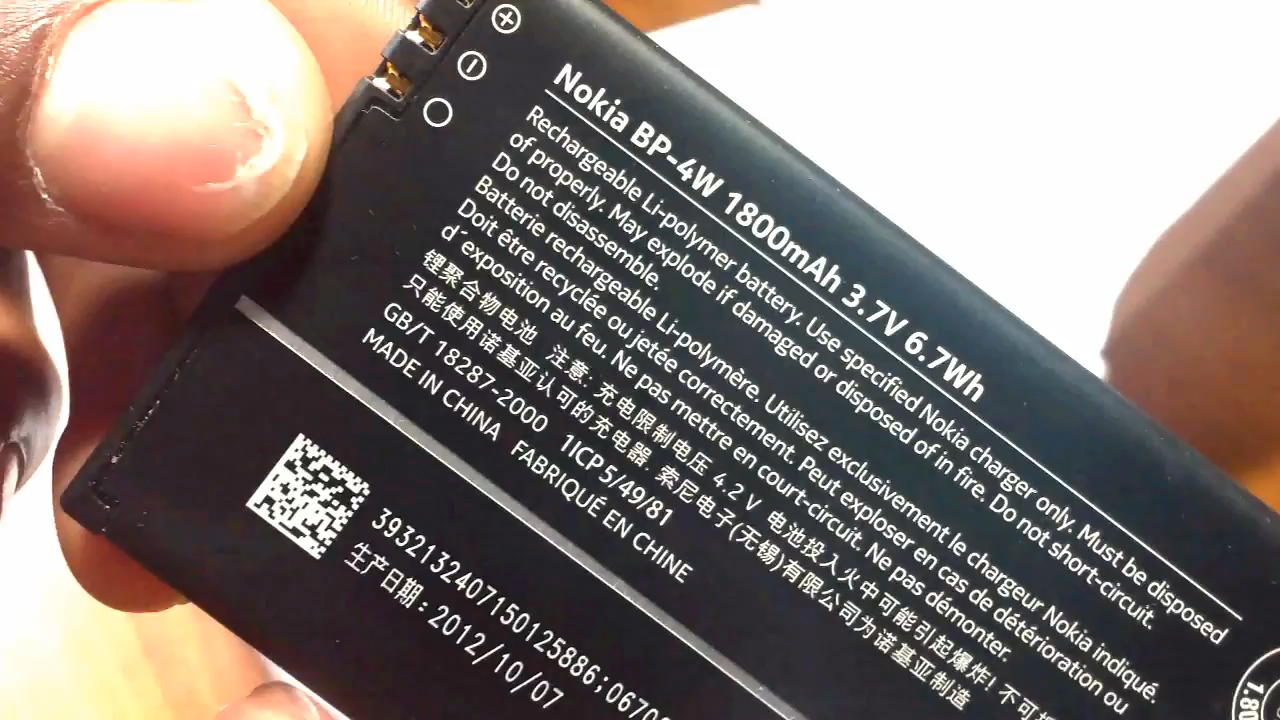 Nokia BP-4W 1800mAh 3.7V 6.7Wh
Rechargeable Li-polymer battery. Use specified Nokia charger only. Must be disposed
of properly. May explode if damaged or disposed of in fire. Do not short-circuit.
Do not disassemble.
Batterie rechargeable Li-polymère. Utilisez exclusivement le chargeur Nokia indiqué.
Doit être recyclée ou jetée correctement. Peut exploser en cas de détérioration ou
d´exposition au feu. Ne pas mettre en court-circuit. Ne pas démonter.
锂聚合物电池 注意: 充电限制电压 4.2 V 电池投入火中可能引起爆炸! 不可
只能使用诺基亚认可的充电器 索尼电子(无锡)有限公司为诺基亚制造
GB/T 18287-2000 1ICP5/49/81
MADE IN CHINA FABRIQUÉ EN CHINE
3932132407150125886;0670
生产日期:2012/10/07
1.80